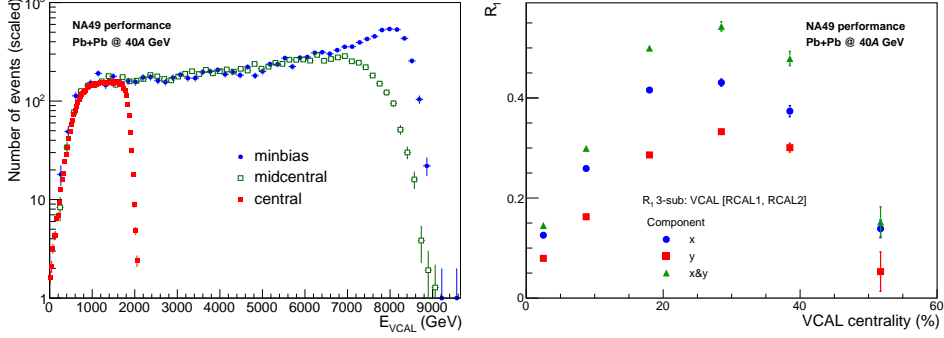 Number of events (scaled)
10³
10²
10
1
NA49 performance
Pb+Pb @ 40A GeV
minbias
midcentral
central
0 1000 2000 3000 4000 5000 6000 7000 8000 9000
E_VCAL (GeV)
R₁
0.4
0.2
0
NA49 performance
Pb+Pb @ 40A GeV
R₁ 3-sub: VCAL [RCAL1, RCAL2]
Component
x
y
x&y
0 20 40 60
VCAL centrality (%)